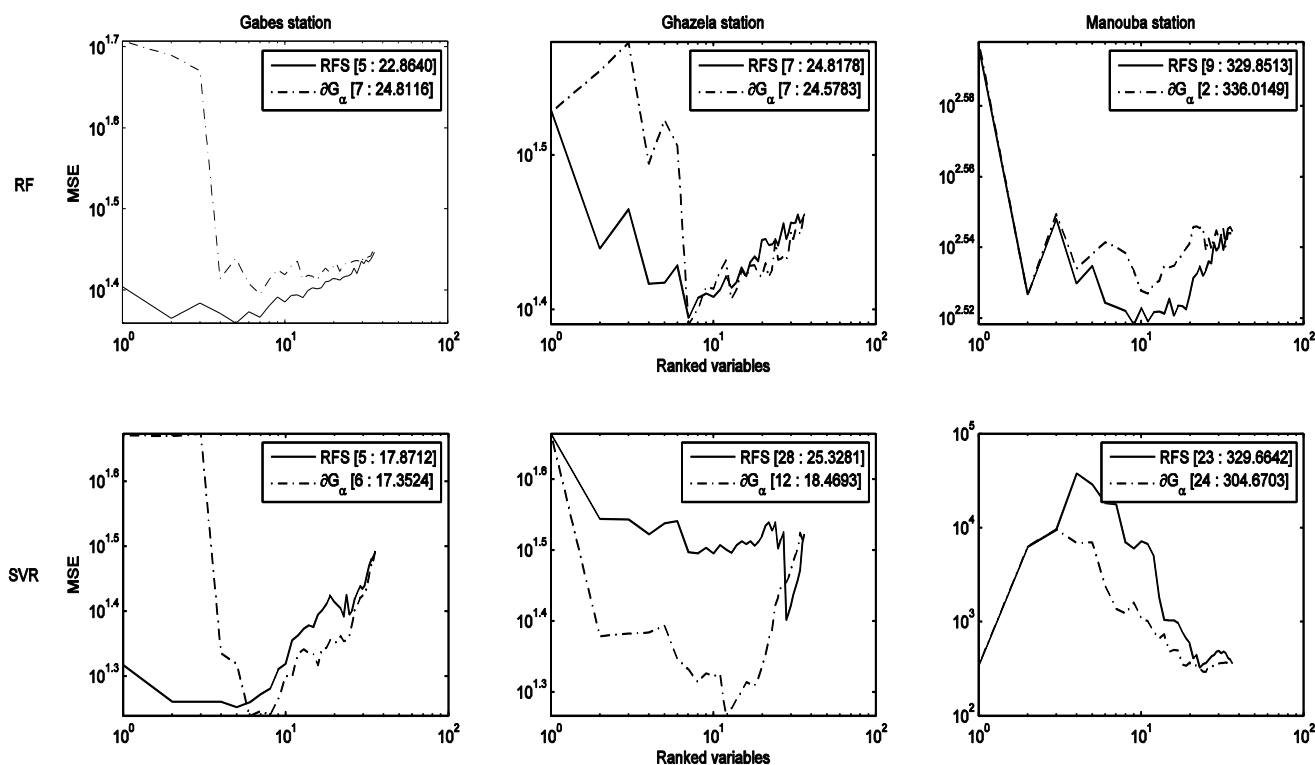 Gabes station
Ghazela station
Manouba station
RF
MSE
10^1.7
10^1.6
10^1.5
10^1.4
10^0
10^1
10^2
RFS [5 : 22.8640]
∂G_α [7 : 24.8116]
10^1.5
10^1.4
10^0
10^1
10^2
Ranked variables
RFS [7 : 24.8178]
∂G_α [7 : 24.5783]
10^2.58
10^2.56
10^2.54
10^2.52
10^0
10^1
10^2
RFS [9 : 329.8513]
∂G_α [2 : 336.0149]
SVR
MSE
10^1.6
10^1.5
10^1.4
10^1.3
10^0
10^1
10^2
RFS [5 : 17.8712]
∂G_α [6 : 17.3524]
10^1.6
10^1.5
10^1.4
10^1.3
10^0
10^1
10^2
Ranked variables
RFS [28 : 25.3281]
∂G_α [12 : 18.4693]
10^5
10^4
10^3
10^2
10^0
10^1
10^2
RFS [23 : 329.6642]
∂G_α [24 : 304.6703]